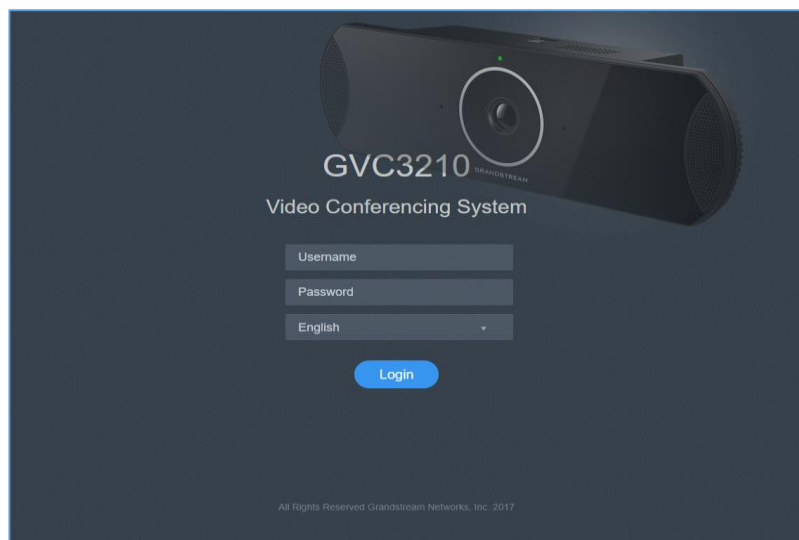 GVC3210
GRANDSTREAM
Video Conferencing System
Username
Password
English
Login
All Rights Reserved Grandstream Networks, Inc. 2017